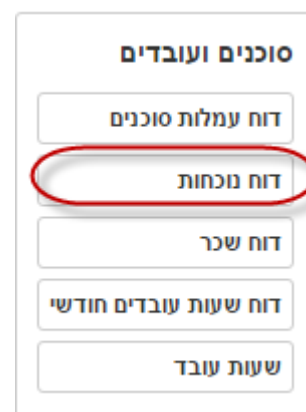 סוכנים ועובדים
דוח עמלות סוכנים
דוח נוכחות
דוח שכר
דוח שעות עובדים חודשי
שעות עובד